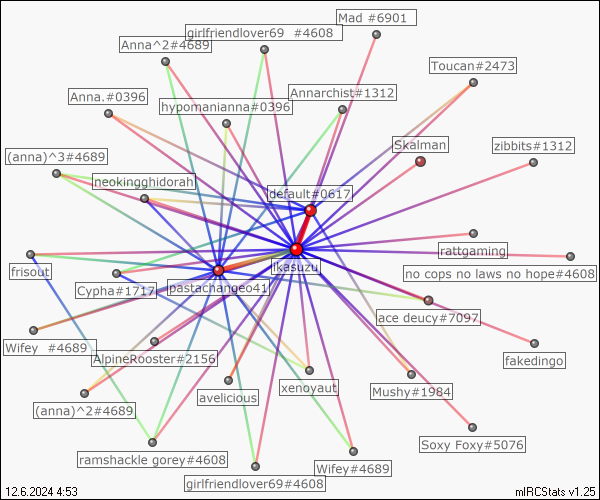 Mad #6901
girlfriendlover69 #4608
Anna^2#4689
Toucan#2473
Annarchist#1312
Anna.#0396
hypomanianna#0396
Skalman
zibbits#1312
(anna)^3#4689
neokingghidorah
default#0617
rattgaming
ikasuzu
frisout
no cops no laws no hope#4608
Cypha#1717
pastachange041
ace deucy#7097
Wifey #4689
AlpineRooster#2156
fakedingo
xenoyaut
Mushy#1984
avelicious
(anna)^2#4689
Soxy Foxy#5076
ramshackle gorey#4608
Wifey#4689
girlfriendlover69#4608
12.6.2024 4:53
mIRCStats v1.25